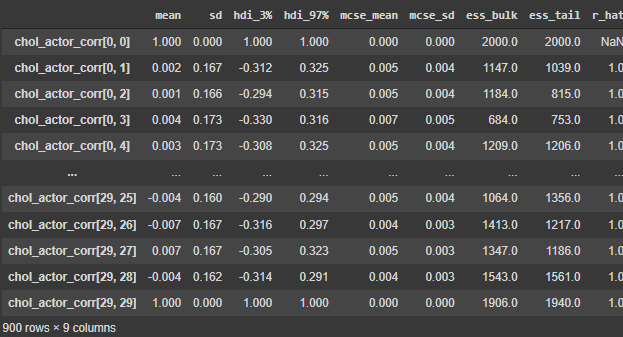 mean sd hdi_3% hdi_97% mcse_mean mcse_sd ess_bulk ess_tail r_hat
chol_actor_corr[0, 0] 1.000 0.000 1.000 1.000 0.000 0.000 2000.0 2000.0 NaN
chol_actor_corr[0, 1] 0.002 0.167 -0.312 0.325 0.005 0.004 1147.0 1039.0 1.0
chol_actor_corr[0, 2] 0.001 0.166 -0.294 0.315 0.005 0.004 1184.0 815.0 1.0
chol_actor_corr[0, 3] 0.004 0.173 -0.330 0.316 0.007 0.005 684.0 753.0 1.0
chol_actor_corr[0, 4] 0.003 0.173 -0.308 0.325 0.005 0.004 1209.0 1206.0 1.0
... ... ... ... ... ... ... ... ... ...
chol_actor_corr[29, 25] -0.004 0.160 -0.290 0.294 0.005 0.004 1064.0 1356.0 1.0
chol_actor_corr[29, 26] -0.007 0.167 -0.316 0.297 0.004 0.003 1413.0 1217.0 1.0
chol_actor_corr[29, 27] 0.007 0.167 -0.305 0.323 0.005 0.003 1347.0 1186.0 1.0
chol_actor_corr[29, 28] -0.004 0.162 -0.314 0.291 0.004 0.003 1543.0 1561.0 1.0
chol_actor_corr[29, 29] 1.000 0.000 1.000 1.000 0.000 0.000 1906.0 1940.0 1.0
900 rows × 9 columns